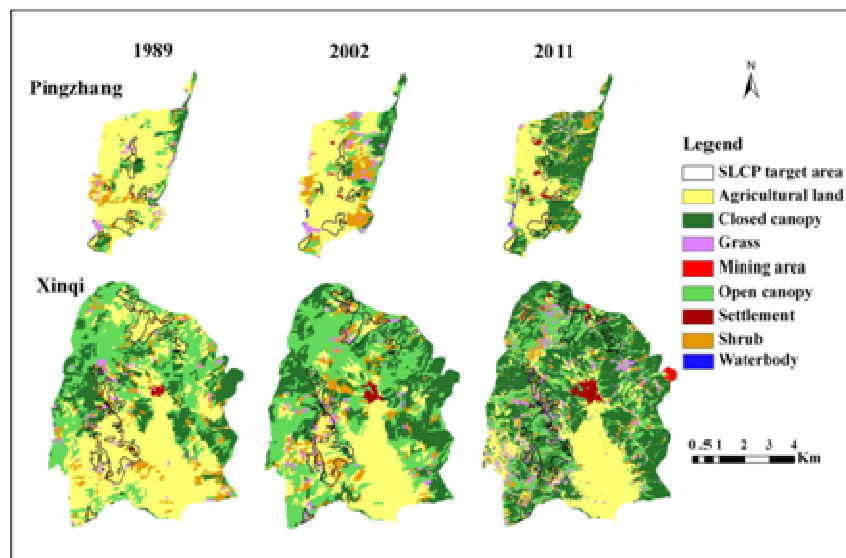 1989 2002 2011
Pingzhang
N
Legend
SLCP target area
Agricultural land
Closed canopy
Grass
Mining area
Open canopy
Settlement
Shrub
Waterbody
Xinqi
0 .5 1 2 3 4
Km